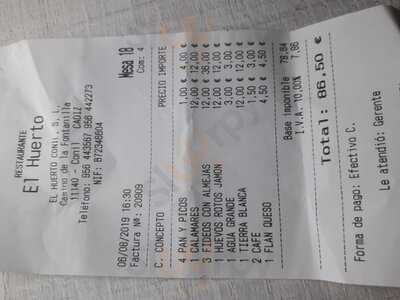 RESTAURANTE
El Huerto
EL HUERTO CONIL, S.L.
Camino de la Fontanilla
11140 - Conil CADIZ
Teléfono: 956 443567 956 442273
NIF: B72348804
Mesa 18
06/08/2019 16:30 Com: 4
Factura Nº: 20909
C. CONCEPTO PRECIO IMPORTE
4 PAN Y PICOS 1,00 € 4,00 €
1 CALAMARES 12,00 € 12,00 €
3 FIDEOS CON ALMEJAS 12,00 € 36,00 €
1 HUEVOS ROTOS JAMON 12,00 € 12,00 €
1 AGUA GRANDE 3,00 € 3,00 €
1 TIERRA BLANCA 12,00 € 12,00 €
2 CAFE 1,50 € 3,00 €
1 FLAN QUESO 4,50 € 4,50 €
Base imponible 78,64
I.V.A. 10,00% 7,86
Total: 86.50 €
Forma de pago: Efectivo C.
Le atendió: Gerente